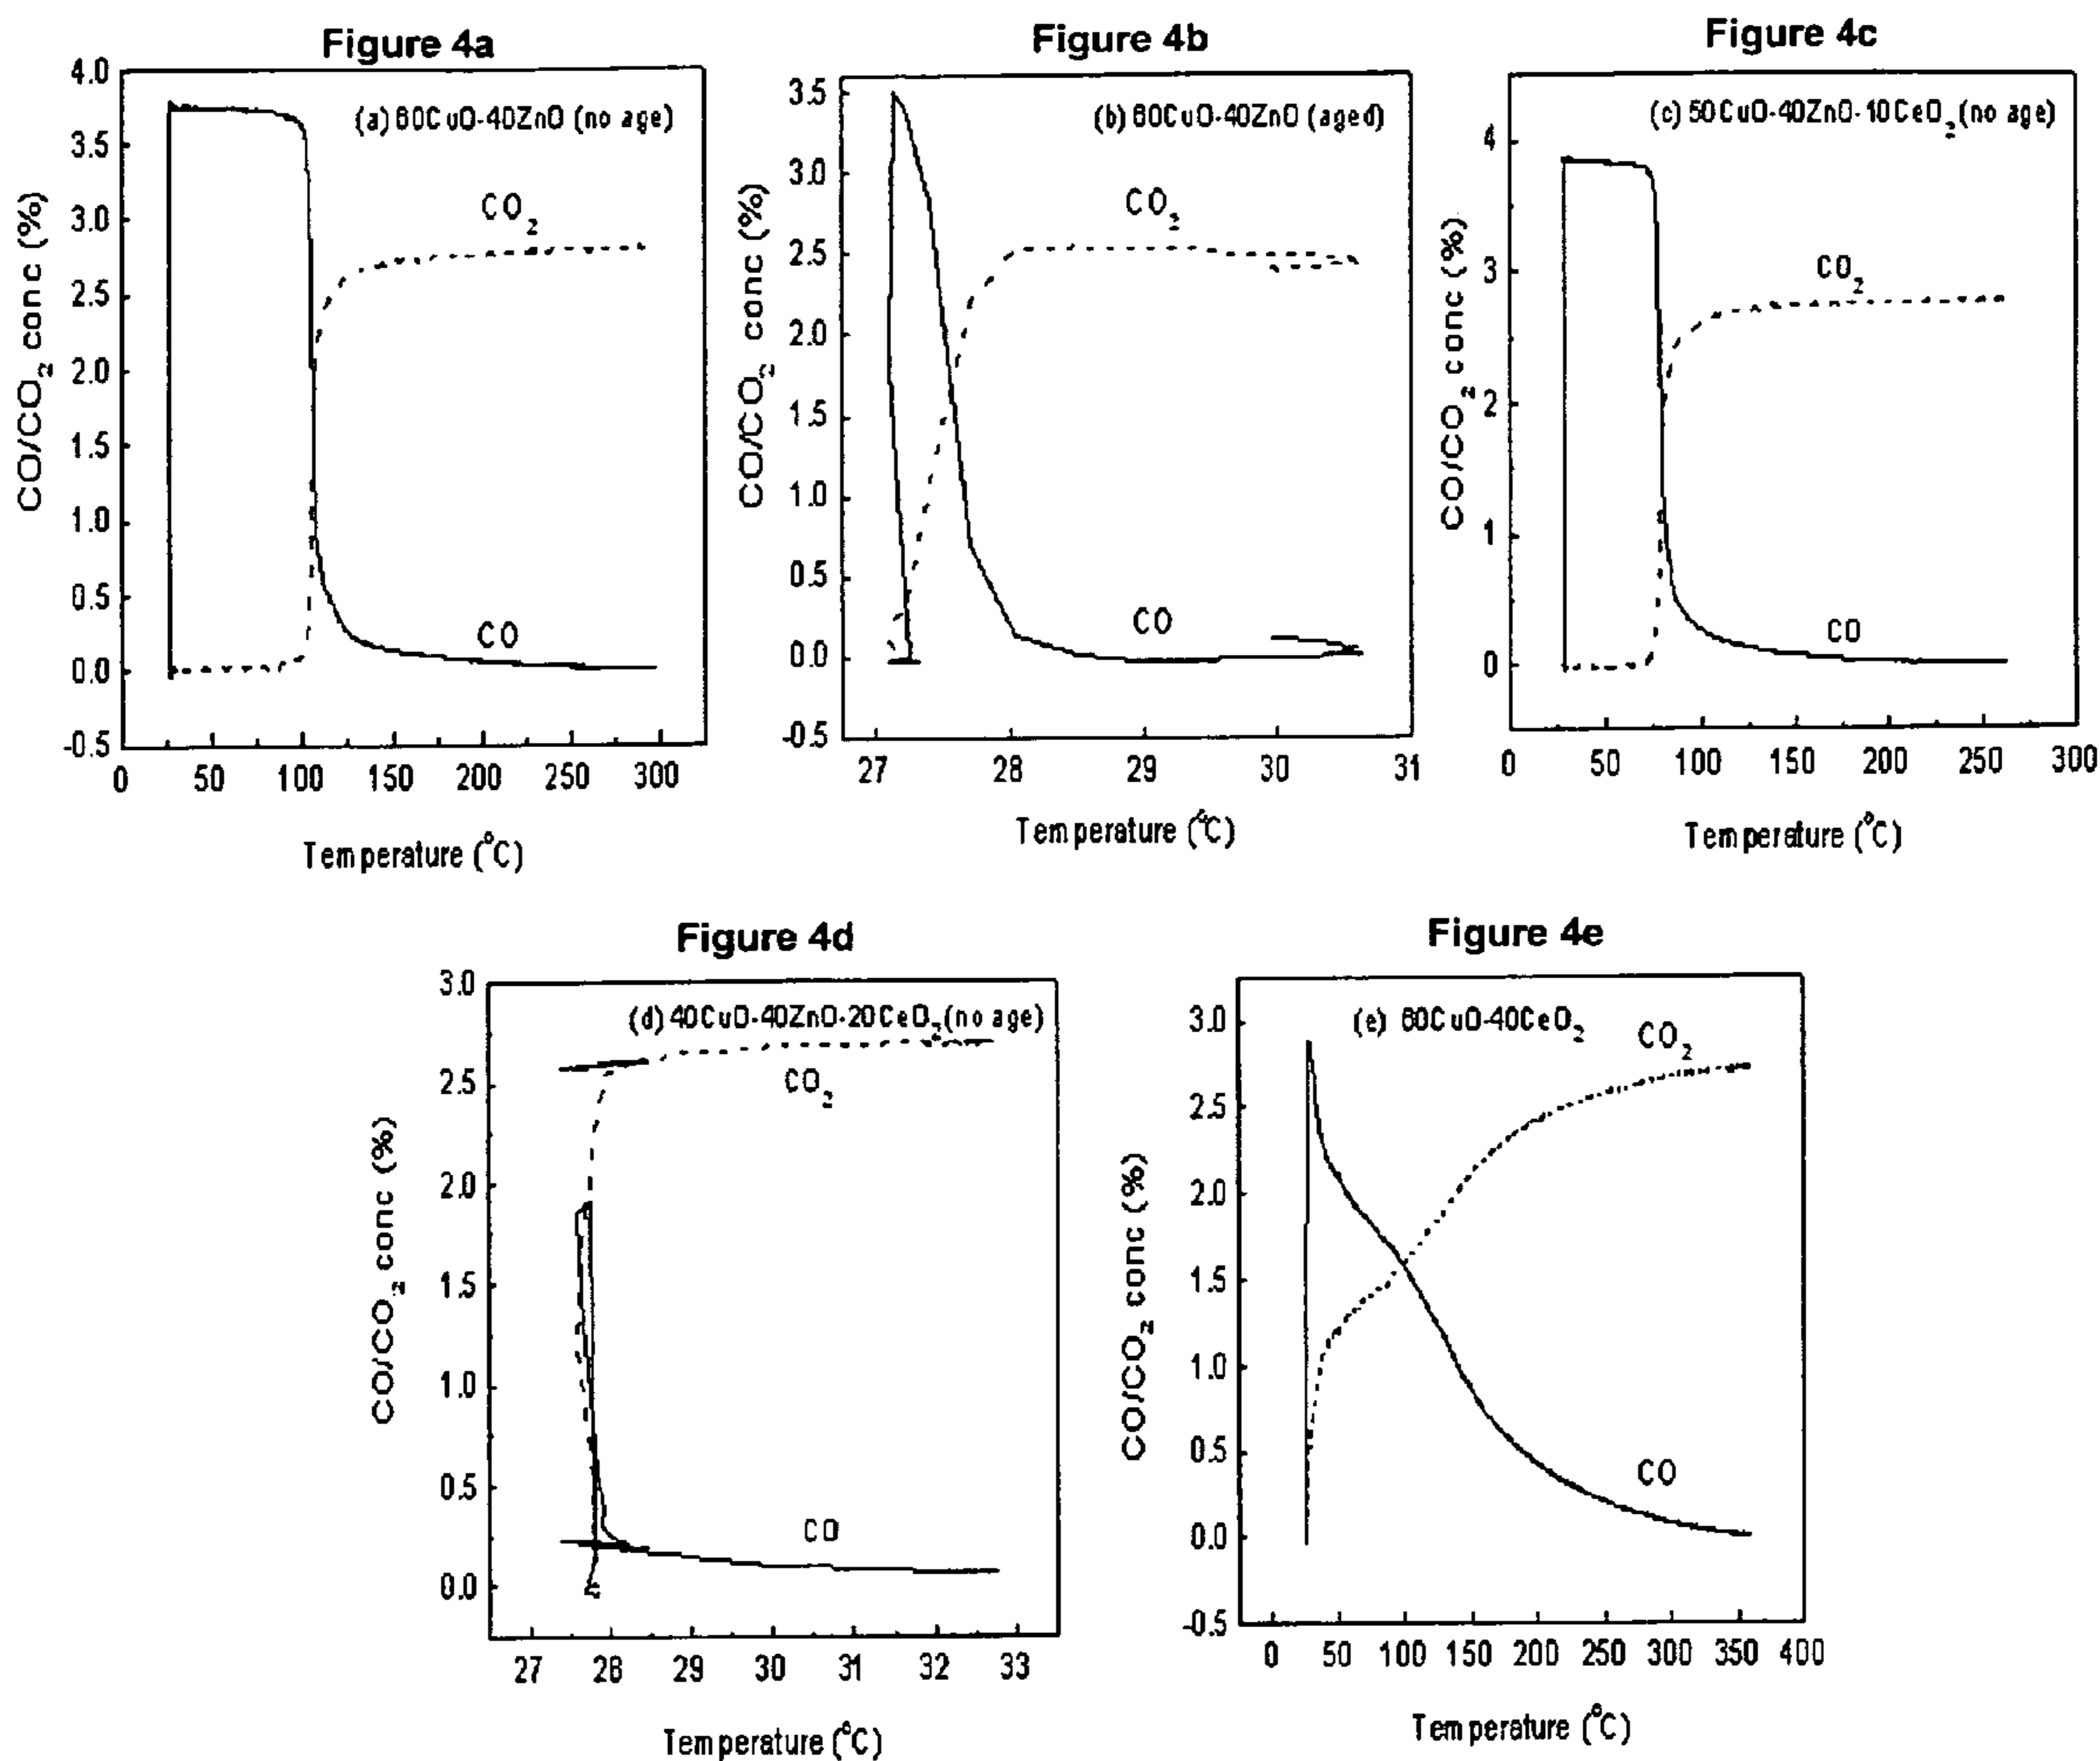 Figure 4a
(a) 60CuO-40ZnO (no age)
CO/CO₂ conc (%)
4.0
3.5
3.0
2.5
2.0
1.5
1.0
0.5
0.0
-0.5
CO₂
CO
0 50 100 150 200 250 300
Temperature (°C)
Figure 4b
(b) 60CuO-40ZnO (aged)
CO/CO₂ conc (%)
3.5
3.0
2.5
2.0
1.5
1.0
0.5
0.0
-0.5
CO₂
CO
27 28 29 30 31
Temperature (°C)
Figure 4c
(c) 50CuO-40ZnO-10CeO₂ (no age)
CO/CO₂ conc (%)
4
3
2
1
0
CO₂
CO
0 50 100 150 200 250 300
Temperature (°C)
Figure 4d
(d) 40CuO-40ZnO-20CeO₂ (no age)
CO/CO₂ conc (%)
3.0
2.5
2.0
1.5
1.0
0.5
0.0
CO₂
CO
27 28 29 30 31 32 33
Temperature (°C)
Figure 4e
(e) 60CuO-40CeO₂
CO/CO₂ conc (%)
3.0
2.5
2.0
1.5
1.0
0.5
0.0
-0.5
CO₂
CO
0 50 100 150 200 250 300 350 400
Temperature (°C)